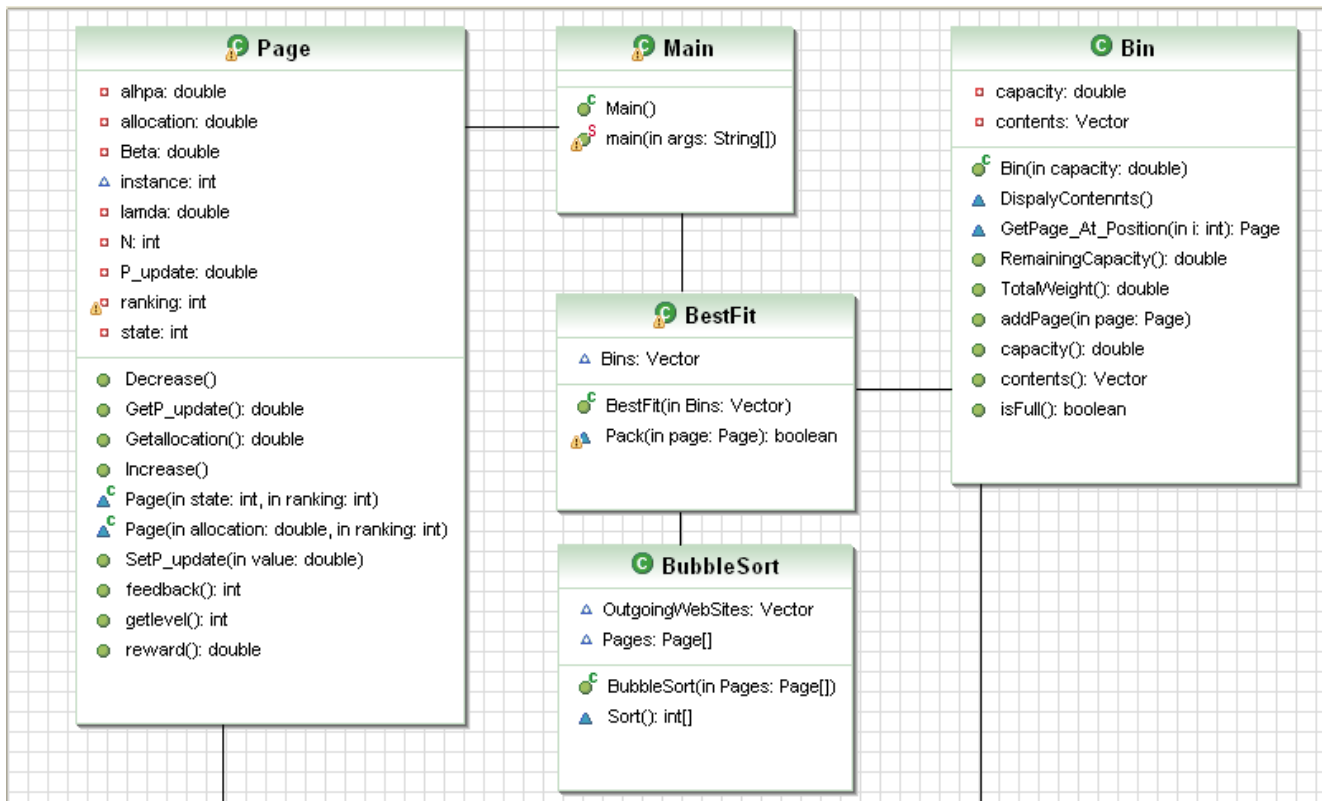 Page
alhpa: double
allocation: double
Beta: double
instance: int
lamda: double
N: int
P_update: double
ranking: int
state: int
Decrease()
GetP_update(): double
Getallocation(): double
Increase()
Page(in state: int, in ranking: int)
Page(in allocation: double, in ranking: int)
SetP_update(in value: double)
feedback(): int
getlevel(): int
reward(): double
Main
Main()
main(in args: String[])
BestFit
Bins: Vector
BestFit(in Bins: Vector)
Pack(in page: Page): boolean
BubbleSort
OutgoingWebSites: Vector
Pages: Page[]
BubbleSort(in Pages: Page[])
Sort(): int[]
Bin
capacity: double
contents: Vector
Bin(in capacity: double)
DispalyContennts()
GetPage_At_Position(in i: int): Page
RemainingCapacity(): double
TotalWeight(): double
addPage(in page: Page)
capacity(): double
contents(): Vector
isFull(): boolean